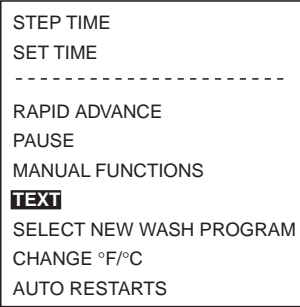 STEP TIME
SET TIME
- - - - - - - - - - - - - - - - - - - - - - -
RAPID ADVANCE
PAUSE
MANUAL FUNCTIONS
TEXT
SELECT NEW WASH PROGRAM
CHANGE °F/°C
AUTO RESTARTS